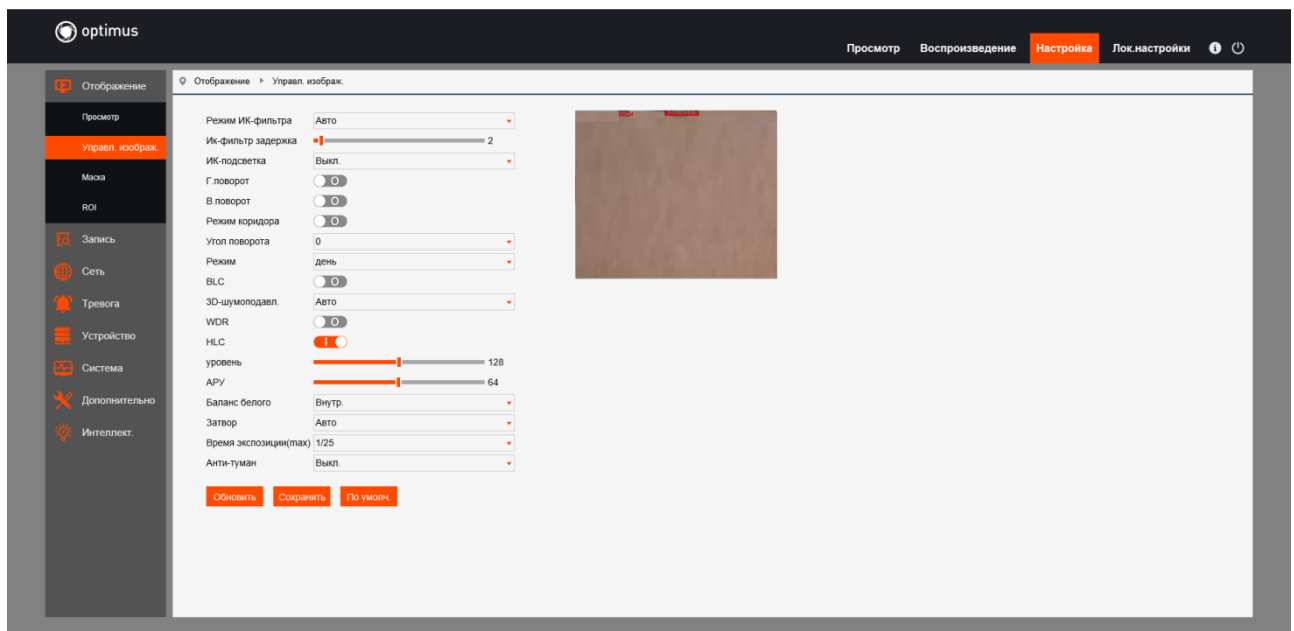 optimus
Просмотр Воспроизведение Настройка Лок.настройки
Отображение
Просмотр
Управл. изображ.
Маска
ROI
Запись
Сеть
Тревога
Устройство
Система
Дополнительно
Интеллект.
Отображение Управл. изображ.
Режим ИК-фильтра Авто
Ик-фильтр задержка 2
ИК-подсветка Выкл.
Г.поворот
В.поворот
Режим коридора
Угол поворота 0
Режим день
BLC
3D-шумоподавл. Авто
WDR
HLC
уровень 128
АРУ 64
Баланс белого Внутр.
Затвор Авто
Время экспозиции(max) 1/25
Анти-туман Выкл.
Обновить Сохранить По умолч.